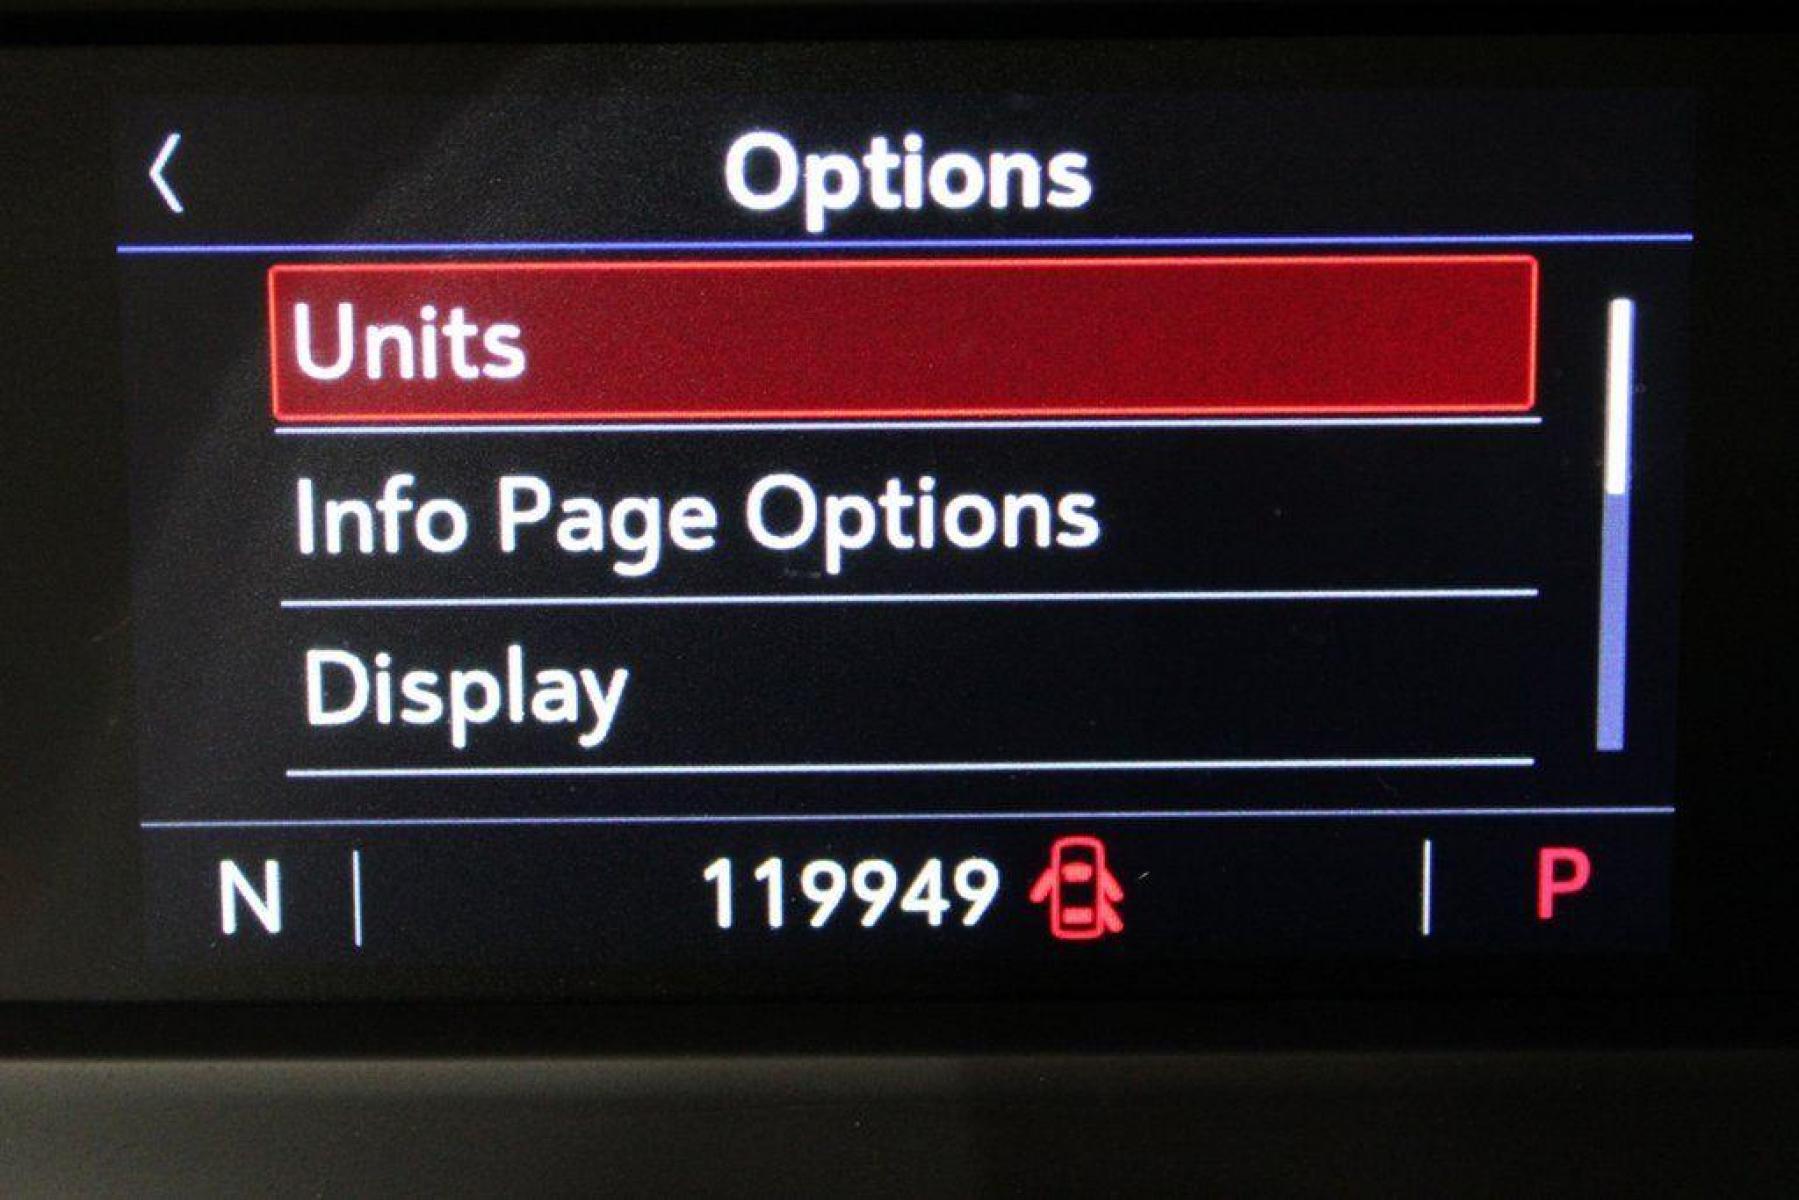 Options
Units
Info Page Options
Display
N 119949 P